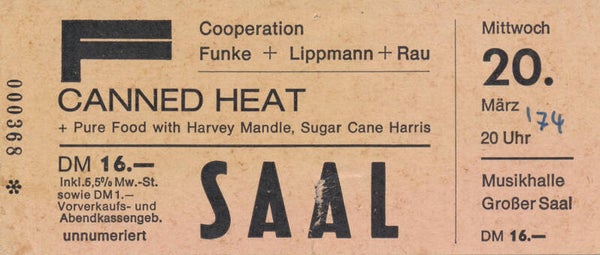 000368 *
F
Cooperation
Funke + Lippmann + Rau
CANNED HEAT
+ Pure Food with Harvey Mandle, Sugar Cane Harris
DM 16.—
Inkl. 5,5% Mw.-St.
sowie DM 1.—
Vorverkaufs- und
Abendkassengeb.
unnumeriert
SAAL
Mittwoch
20.
März '74
20 Uhr
Musikhalle
Großer Saal
DM 16.—